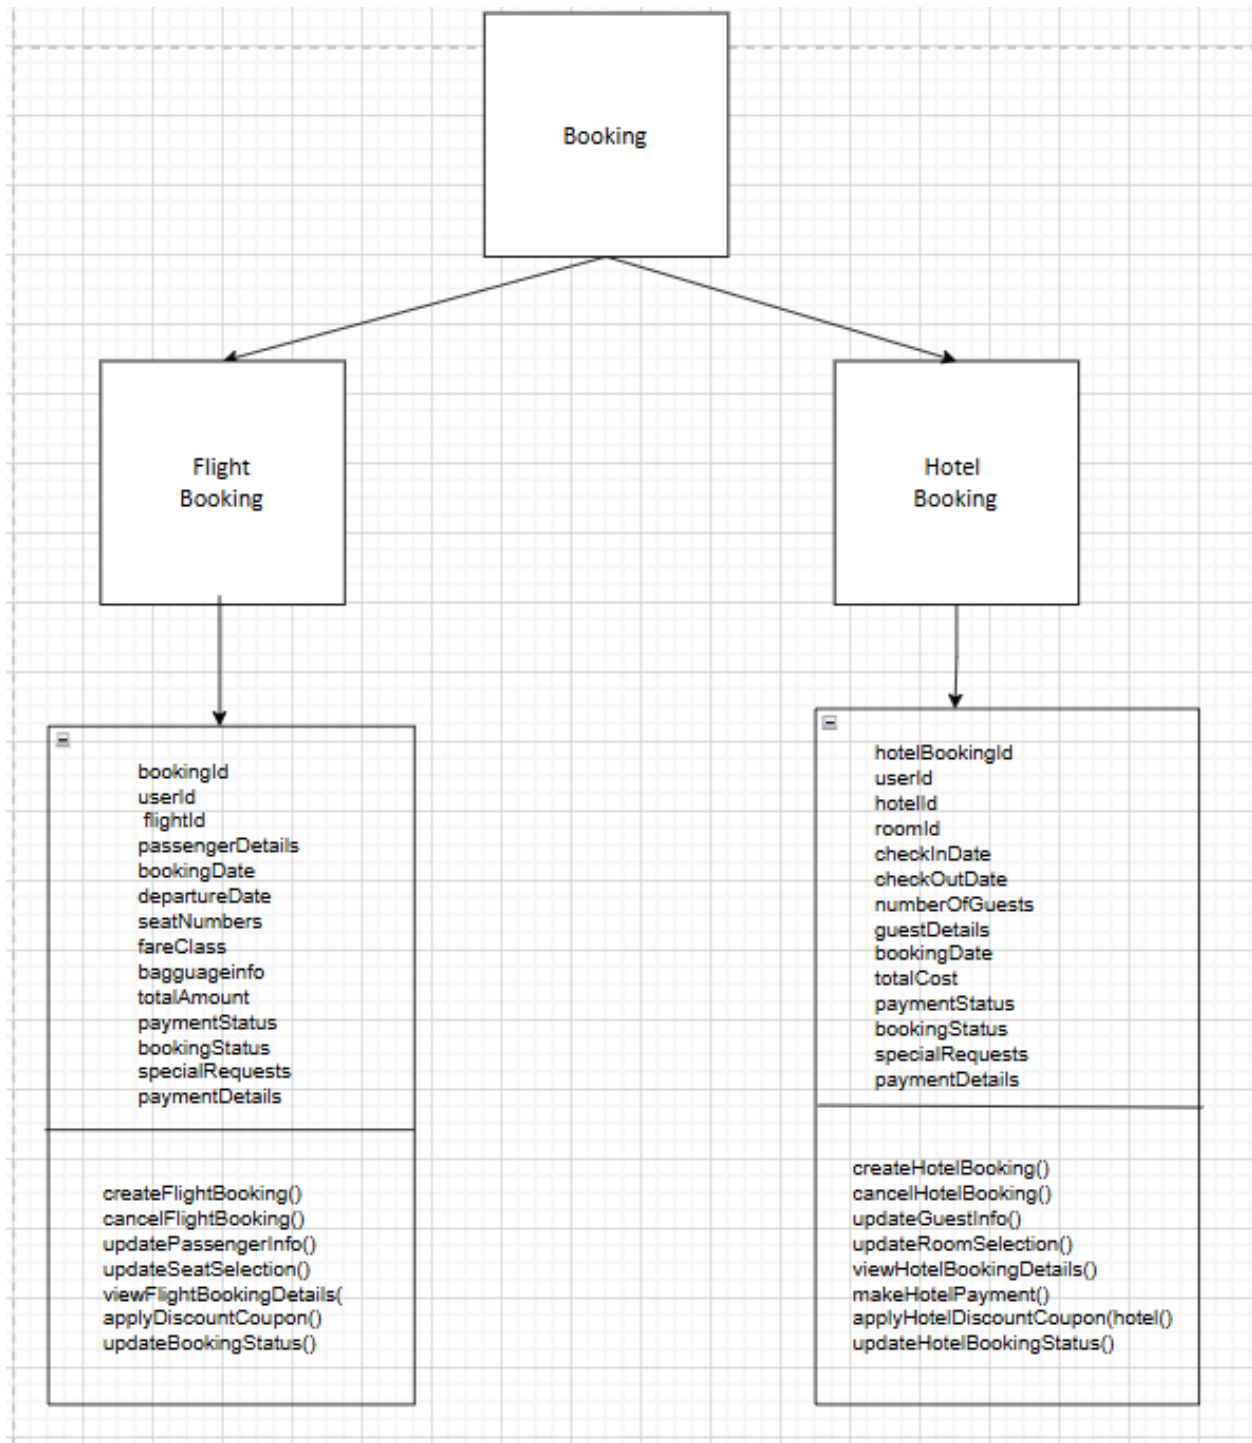 Booking
Flight
Booking
Hotel
Booking
bookingId
userId
flightId
passengerDetails
bookingDate
departureDate
seatNumbers
fareClass
bagguageinfo
totalAmount
paymentStatus
bookingStatus
specialRequests
paymentDetails
createFlightBooking()
cancelFlightBooking()
updatePassengerInfo()
updateSeatSelection()
viewFlightBookingDetails(
applyDiscountCoupon()
updateBookingStatus()
hotelBookingId
userId
hotelId
roomId
checkInDate
checkOutDate
numberOfGuests
guestDetails
bookingDate
totalCost
paymentStatus
bookingStatus
specialRequests
paymentDetails
createHotelBooking()
cancelHotelBooking()
updateGuestInfo()
updateRoomSelection()
viewHotelBookingDetails()
makeHotelPayment()
applyHotelDiscountCoupon(hotel()
updateHotelBookingStatus()